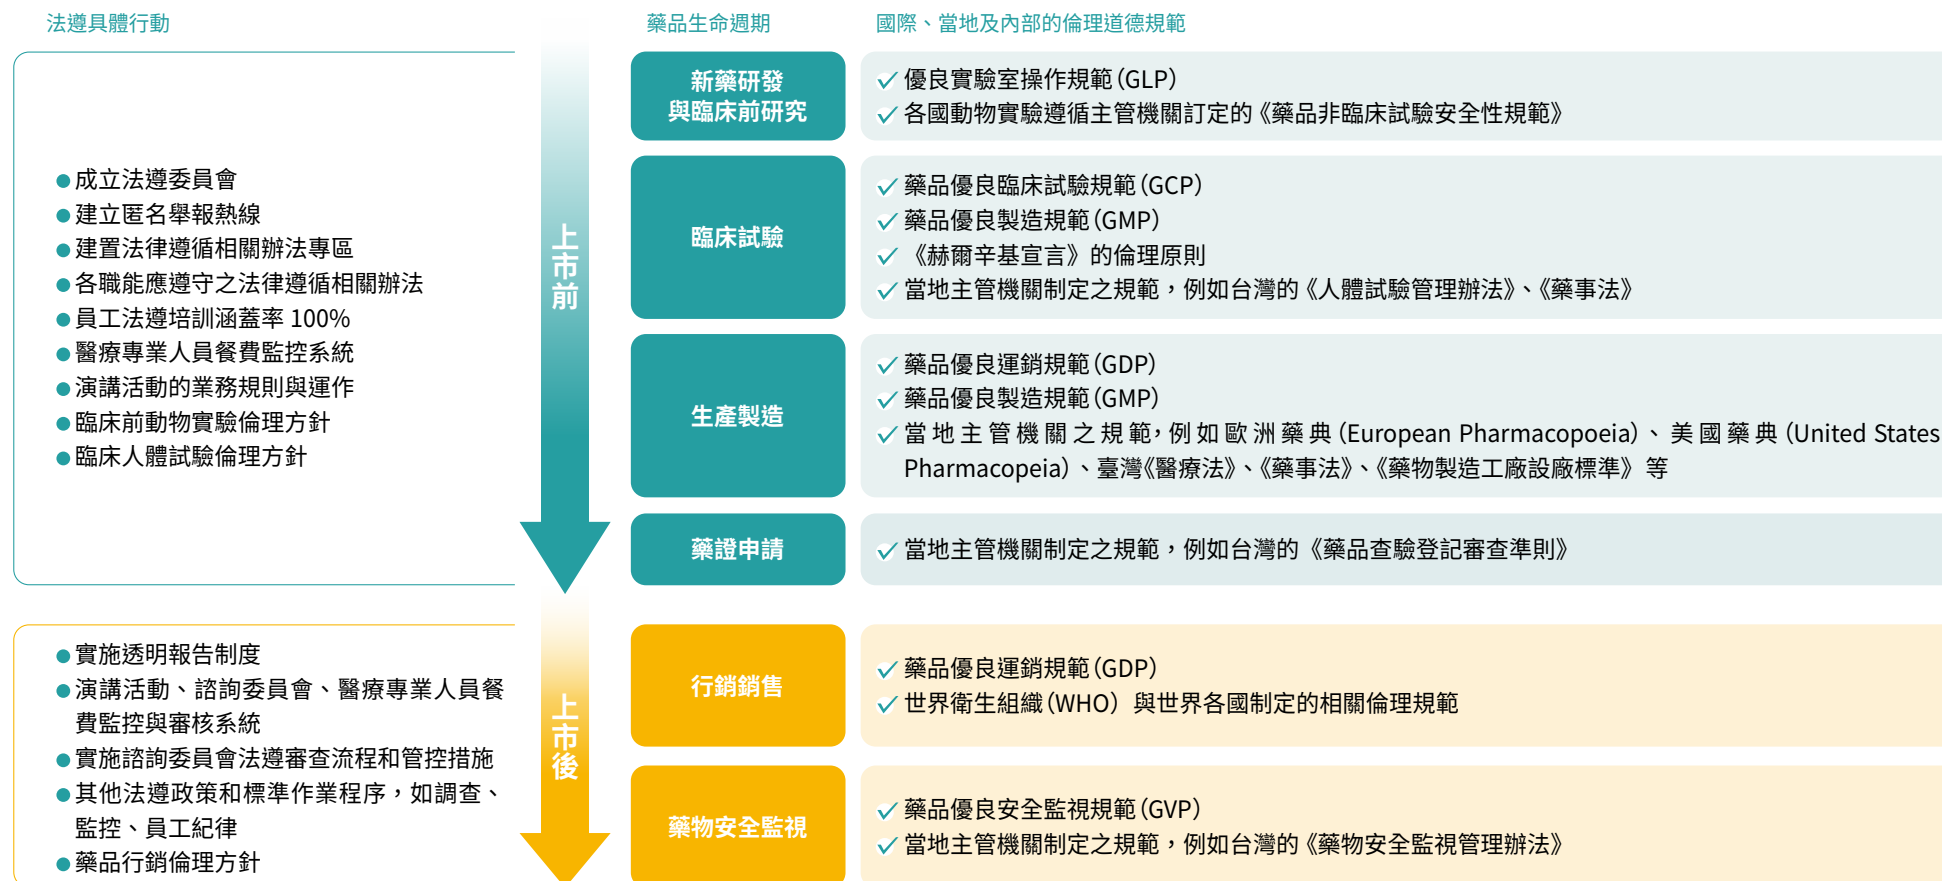 法遵具體行動
藥品生命週期
國際、當地及內部的倫理道德規範
成立法遵委員會
建立匿名舉報熱線
建置法律遵循相關辦法專區
各職能應遵守之法律遵循相關辦法
員工法遵培訓涵蓋率 100%
醫療專業人員餐費監控系統
演講活動的業務規則與運作
臨床前動物實驗倫理方針
臨床人體試驗倫理方針
上市前
新藥研發
與臨床前研究
優良實驗室操作規範(GLP)
各國動物實驗遵循主管機關訂定的《藥品非臨床試驗安全性規範》
臨床試驗
藥品優良臨床試驗規範(GCP)
藥品優良製造規範(GMP)
《赫爾辛基宣言》的倫理原則
當地主管機關制定之規範，例如台灣的《人體試驗管理辦法》、《藥事法》
生產製造
藥品優良運銷規範(GDP)
藥品優良製造規範(GMP)
當地主管機關之規範，例如歐洲藥典(European Pharmacopoeia)、美國藥典(United States
Pharmacopeia)、臺灣《醫療法》、《藥事法》、《藥物製造工廠設廠標準》等
藥證申請
當地主管機關制定之規範，例如台灣的《藥品查驗登記審查準則》
實施透明報告制度
演講活動、諮詢委員會、醫療專業人員餐
費監控與審核系統
實施諮詢委員會法遵審查流程和管控措施
其他法遵政策和標準作業程序，如調查、
監控、員工紀律
藥品行銷倫理方針
上市後
行銷銷售
藥品優良運銷規範(GDP)
世界衛生組織(WHO) 與世界各國制定的相關倫理規範
藥物安全監視
藥品優良安全監視規範(GVP)
當地主管機關制定之規範，例如台灣的《藥物安全監視管理辦法》